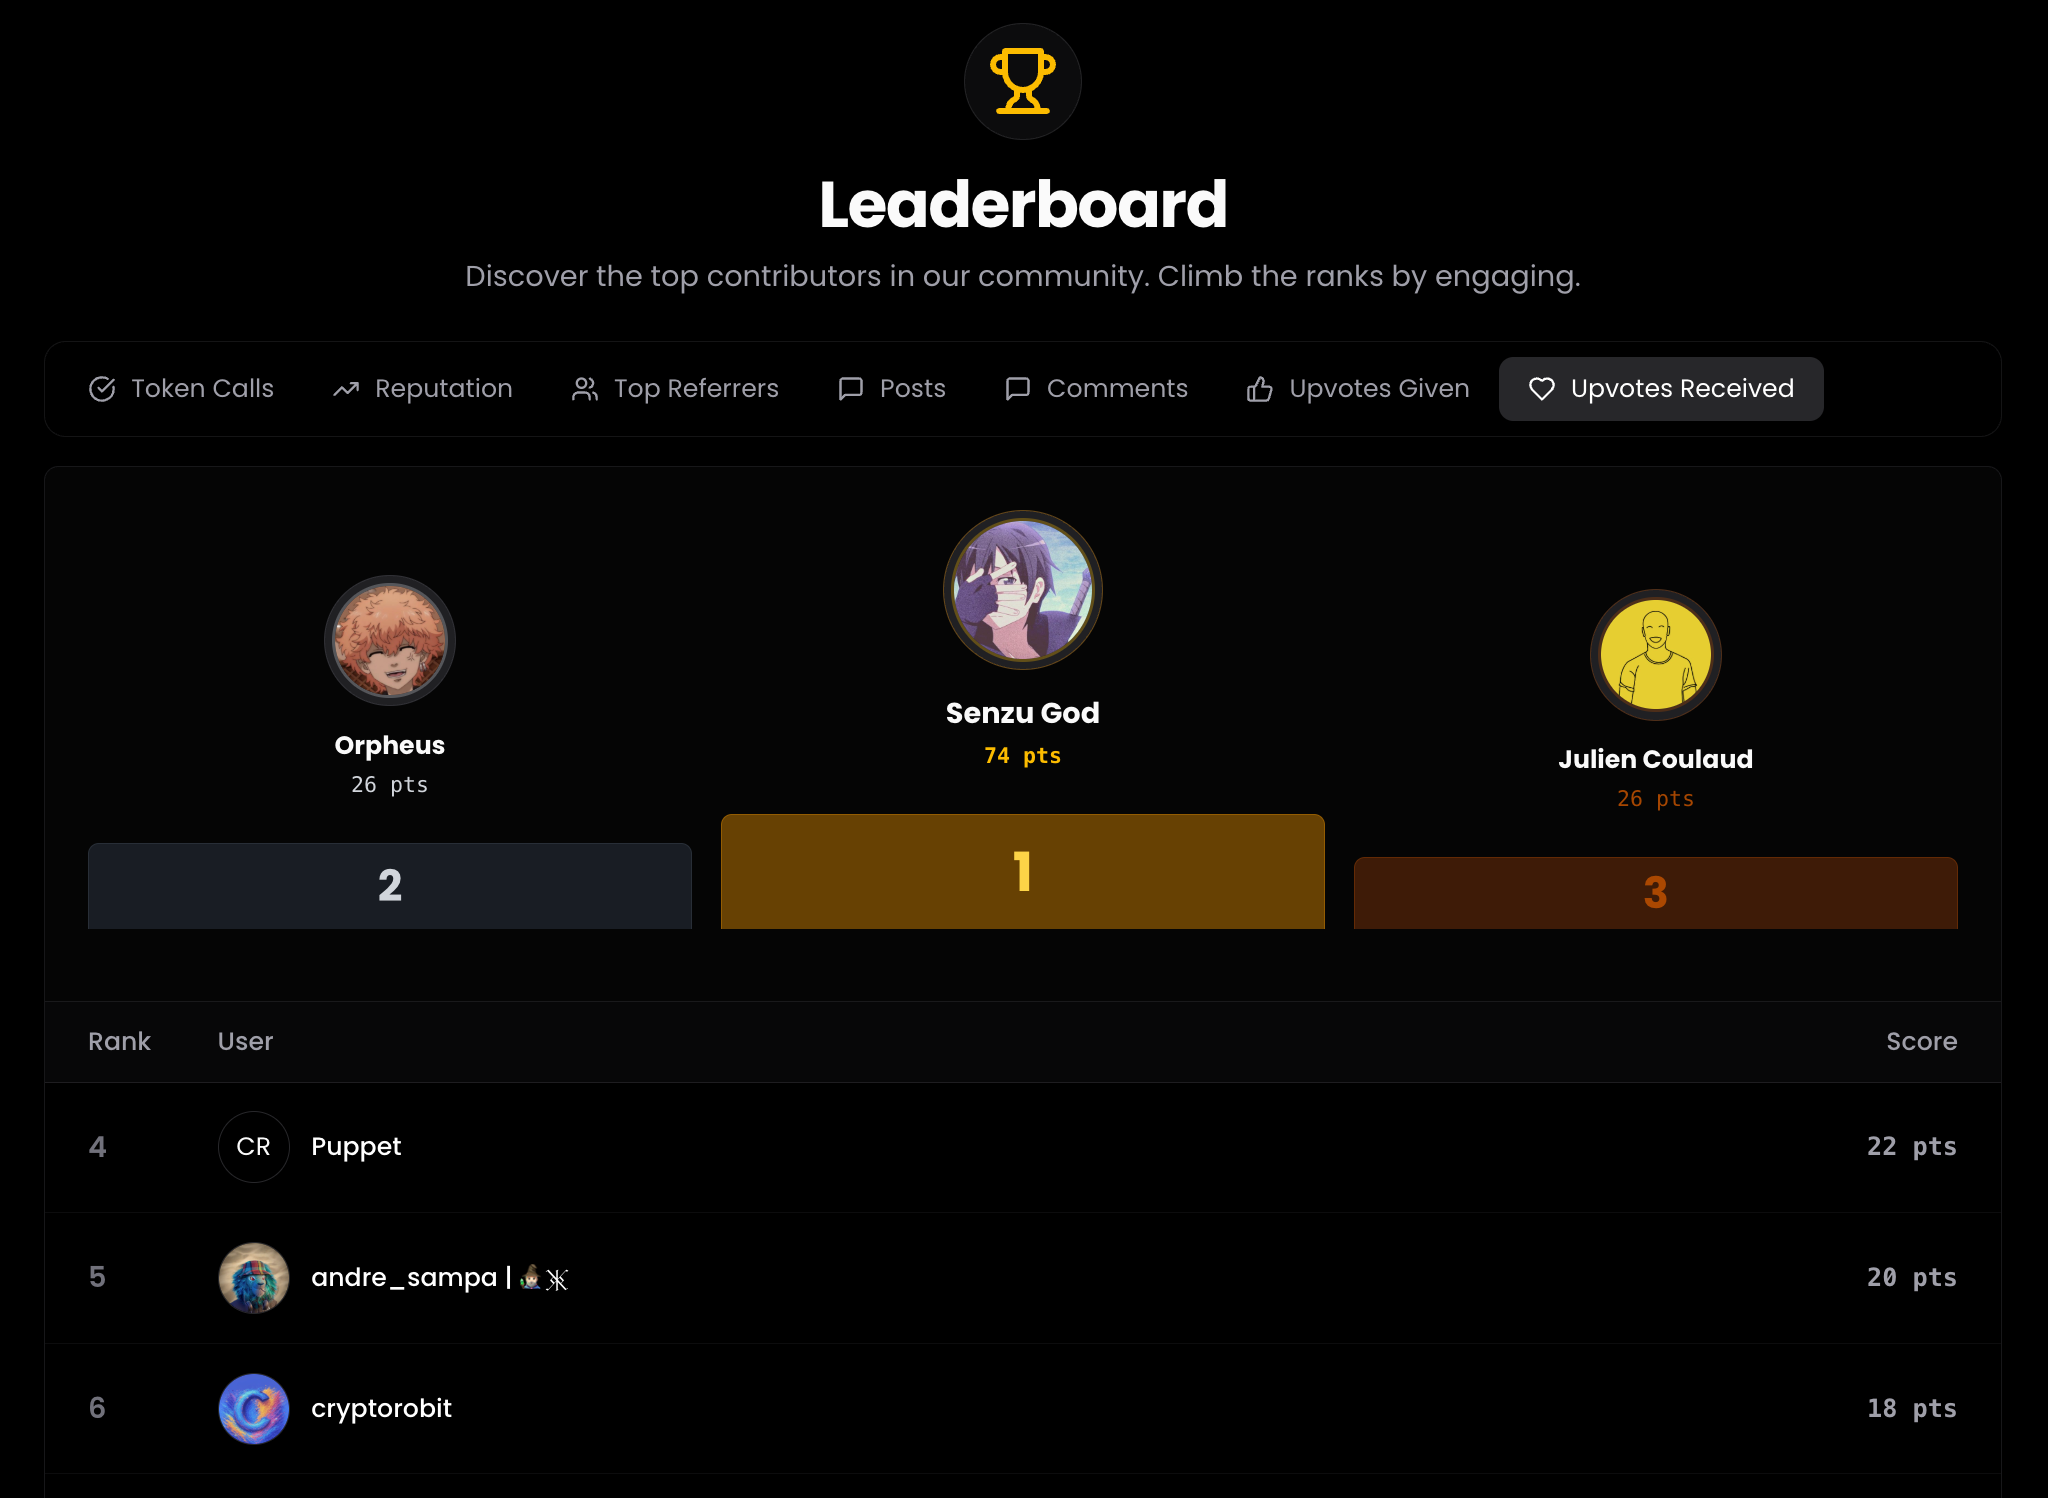 Leaderboard
Discover the top contributors in our community. Climb the ranks by engaging.
Token Calls
Reputation
Top Referrers
Posts
Comments
Upvotes Given
Upvotes Received
Orpheus
26 pts
2
Senzu God
74 pts
1
Julien Coulaud
26 pts
3
Rank User Score
4 CR Puppet 22 pts
5 andre_sampa | 20 pts
6 cryptorobit 18 pts